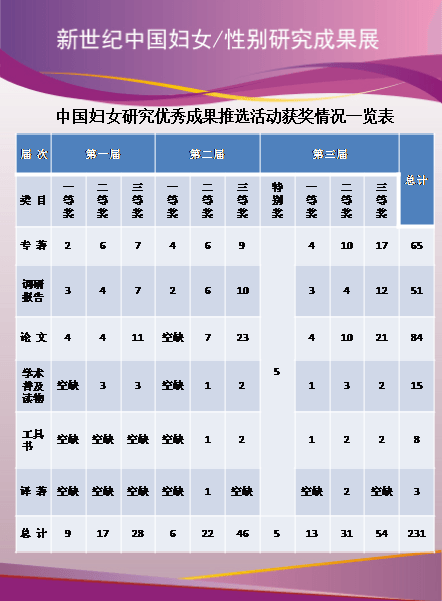 新世纪中国妇女/性别研究成果展
中国妇女研究优秀成果推选活动获奖情况一览表
届 次 第一届 第二届 第三届 总计
类 目 一等奖 二等奖 三等奖 一等奖 二等奖 三等奖 特别奖 一等奖 二等奖 三等奖
专 著 2 6 7 4 6 9 4 10 17 65
调研报告 3 4 7 2 6 10 3 4 12 51
论 文 4 4 11 空缺 7 23 4 10 21 84
5
学术普及读物 空缺 3 3 空缺 1 2 1 3 2 15
工具书 空缺 空缺 空缺 空缺 1 2 1 2 2 8
译 著 空缺 空缺 空缺 空缺 1 空缺 空缺 2 空缺 3
总 计 9 17 28 6 22 46 5 13 31 54 231